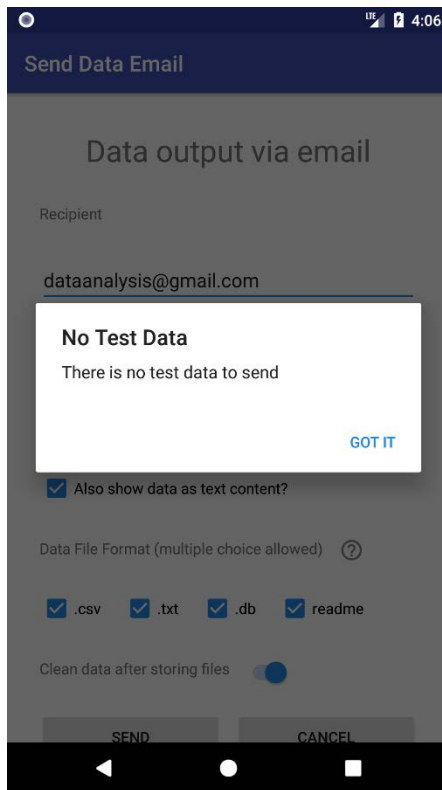 LTE 4:06
Send Data Email
Data output via email
Recipient
dataanalysis@gmail.com
No Test Data
There is no test data to send
GOT IT
Also show data as text content?
Data File Format (multiple choice allowed) ?
.csv .txt .db readme
Clean data after storing files
SEND CANCEL